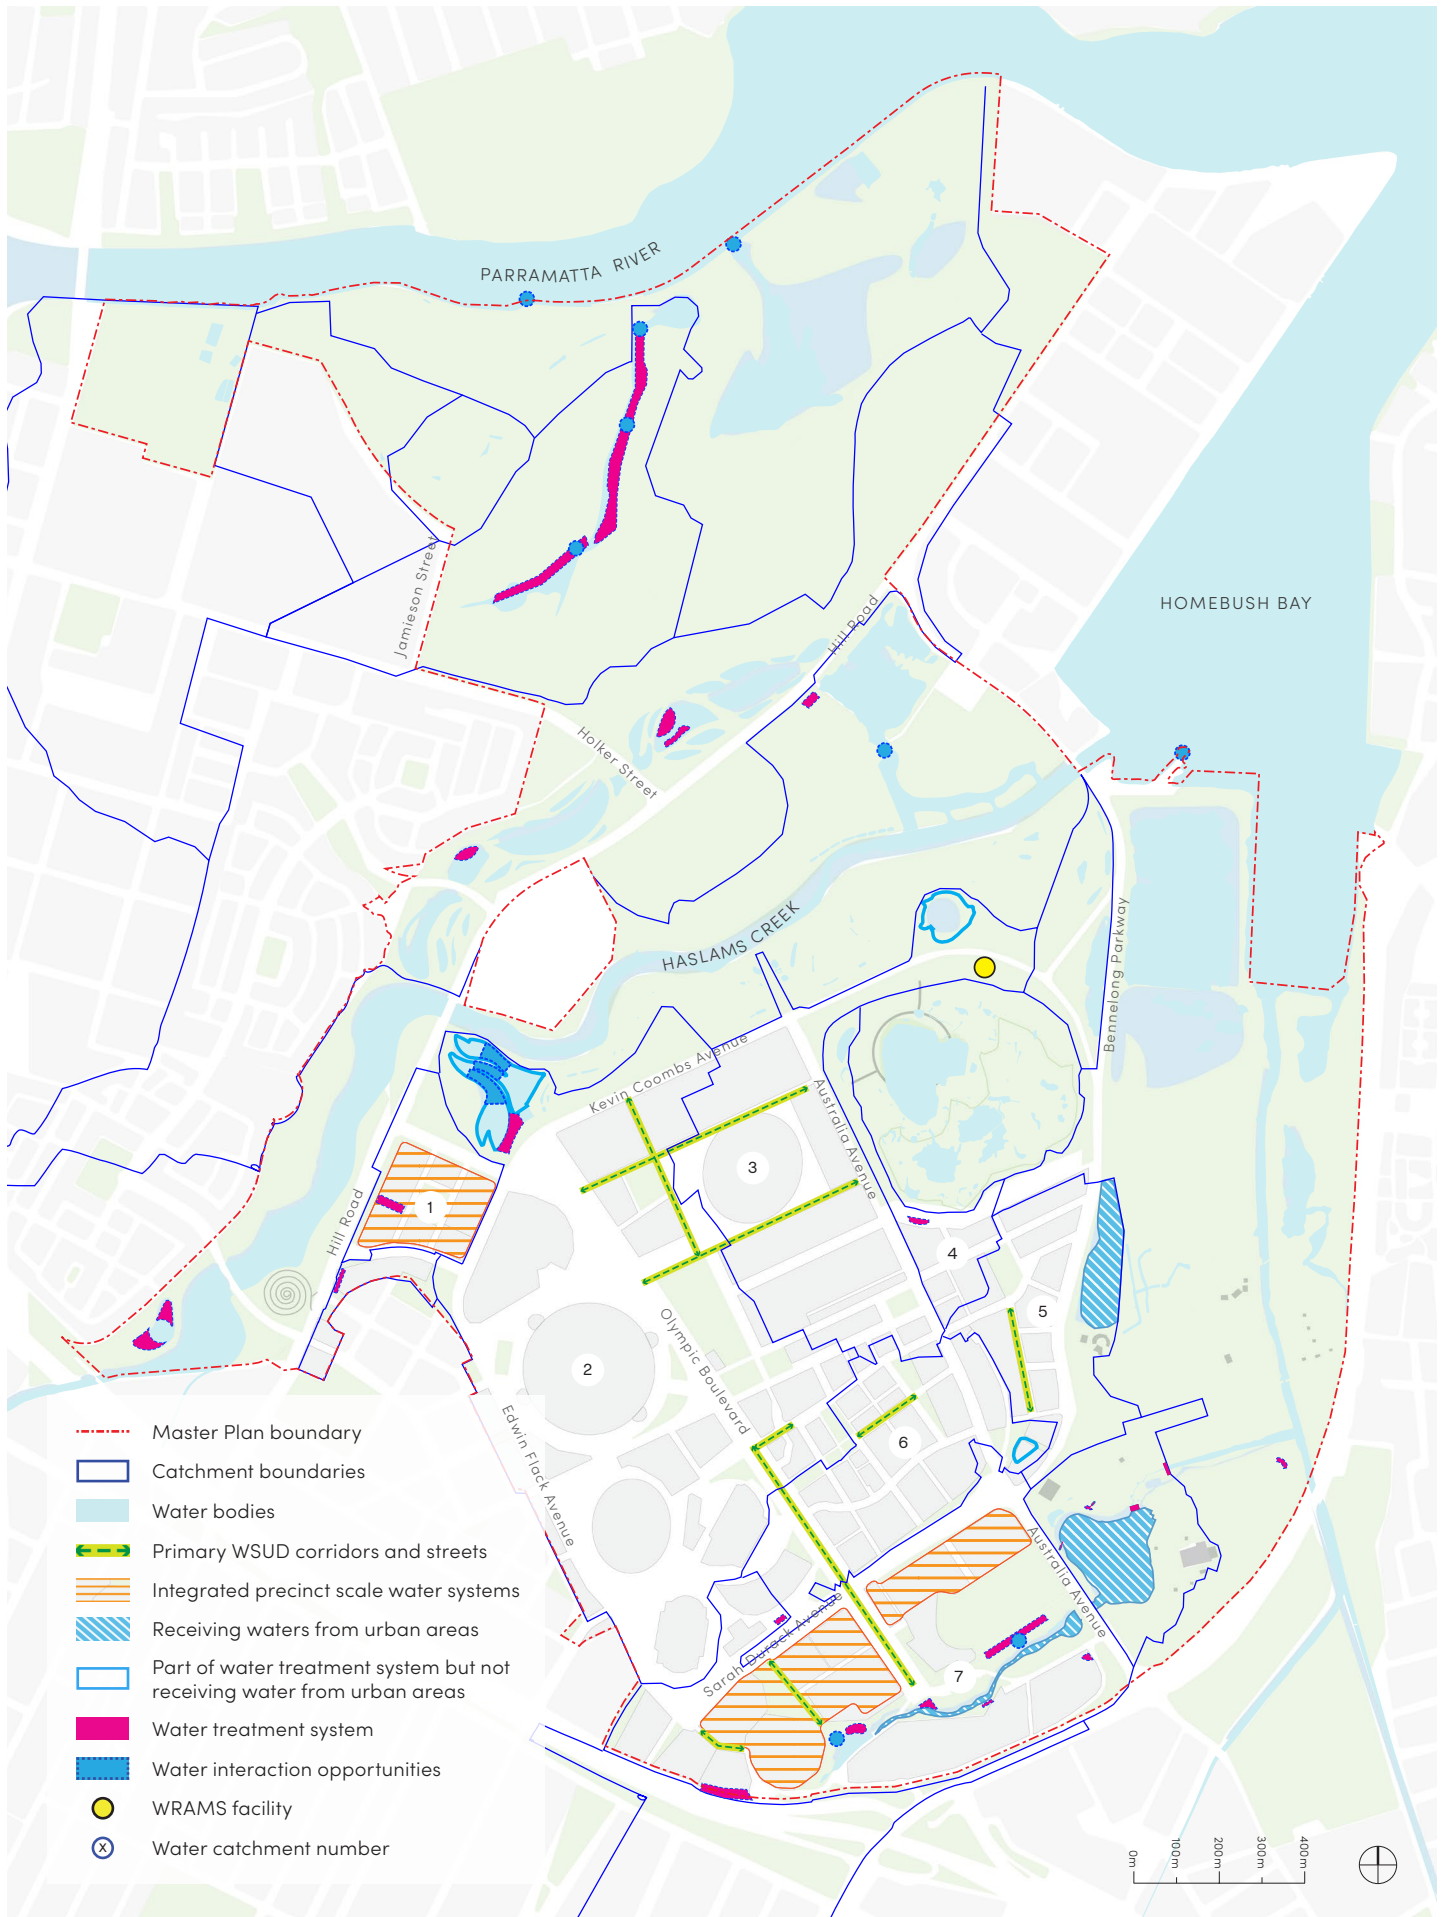 PARRAMATTA RIVER
Jamieson Street
Hill Road
HOMEBUSH BAY
Holker Street
HASLAMS CREEK
Bennelong Parkway
Kevin Coombs Avenue
Australia Avenue
3
1
Hill Road
4
5
Olympic Boulevard
2
Edwin Flack Avenue
6
Australia Avenue
Sarah Durack Avenue
7
Master Plan boundary
Catchment boundaries
Water bodies
Primary WSUD corridors and streets
Integrated precinct scale water systems
Receiving waters from urban areas
Part of water treatment system but not
receiving water from urban areas
Water treatment system
Water interaction opportunities
WRAMS facility
X
Water catchment number
0m
100m
200m
300m
400m